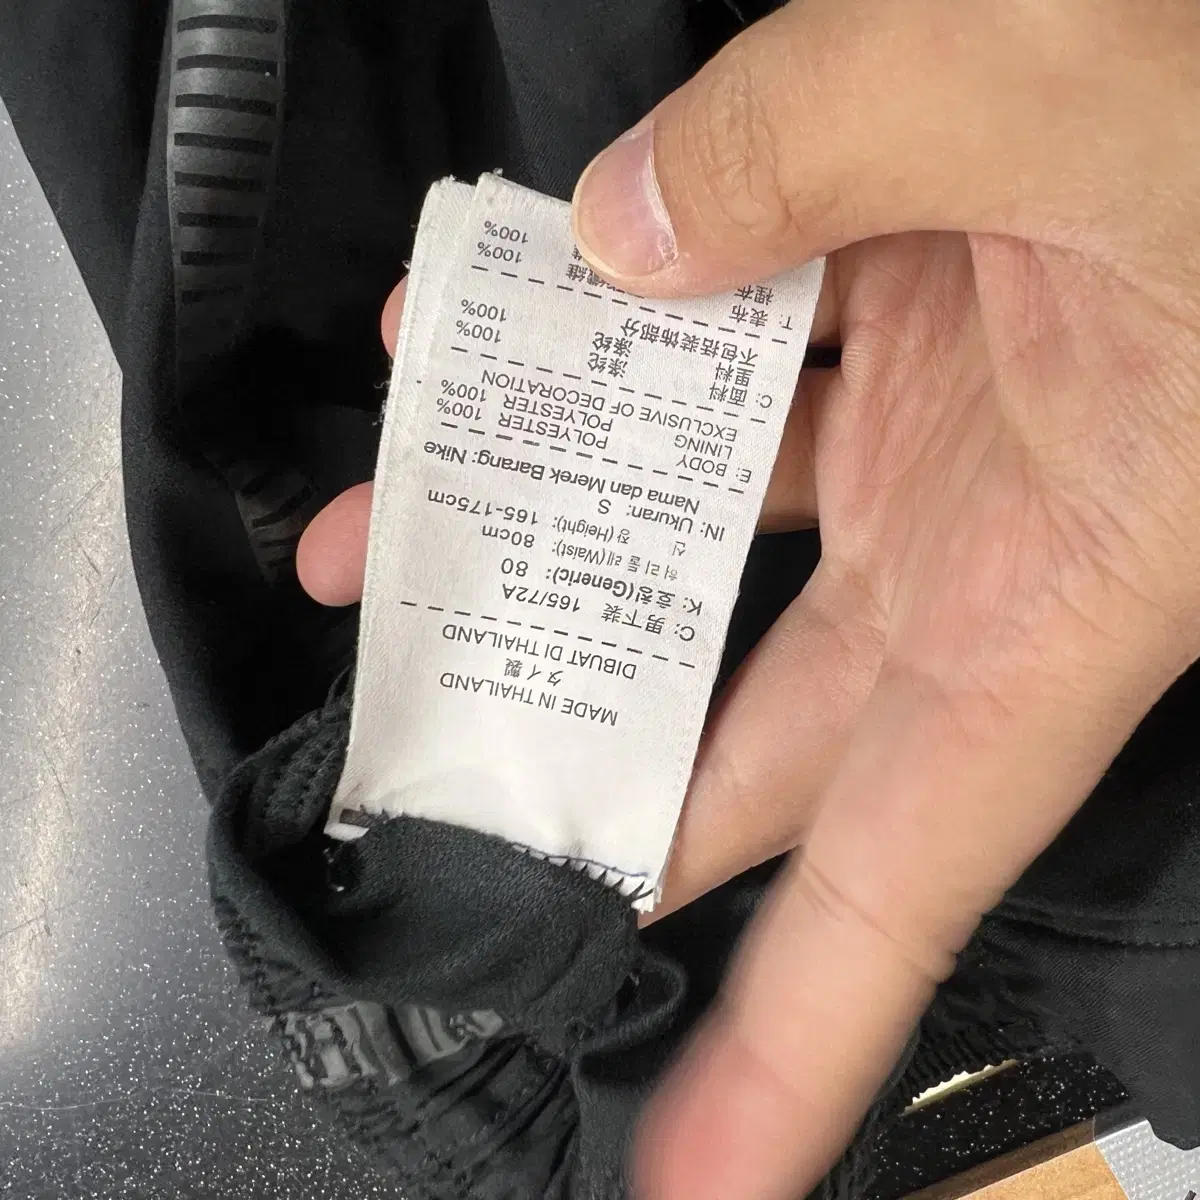 MADE IN THAILAND
タイ製
DIBUAT DI THAILAND
C: 男下装 165/72A
K: 호칭(Generic): 80
허리둘레(Waist): 80cm
신 장(Height): 165-175cm
IN: Ukuran: S
Nama dan Merek Barang: Nike
E: BODY POLYESTER 100%
LINING POLYESTER 100%
EXCLUSIVE OF DECORATION
C: 面料 涤纶 100%
里料 涤纶 100%
不包括装饰部分
T: 表布 纖維 100%
裡布 100%